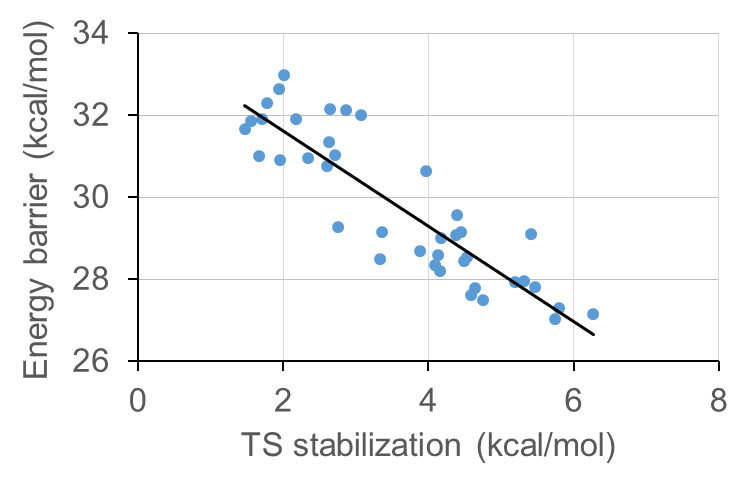 Energy barrier (kcal/mol)
34
32
30
28
26
0 2 4 6 8
TS stabilization (kcal/mol)